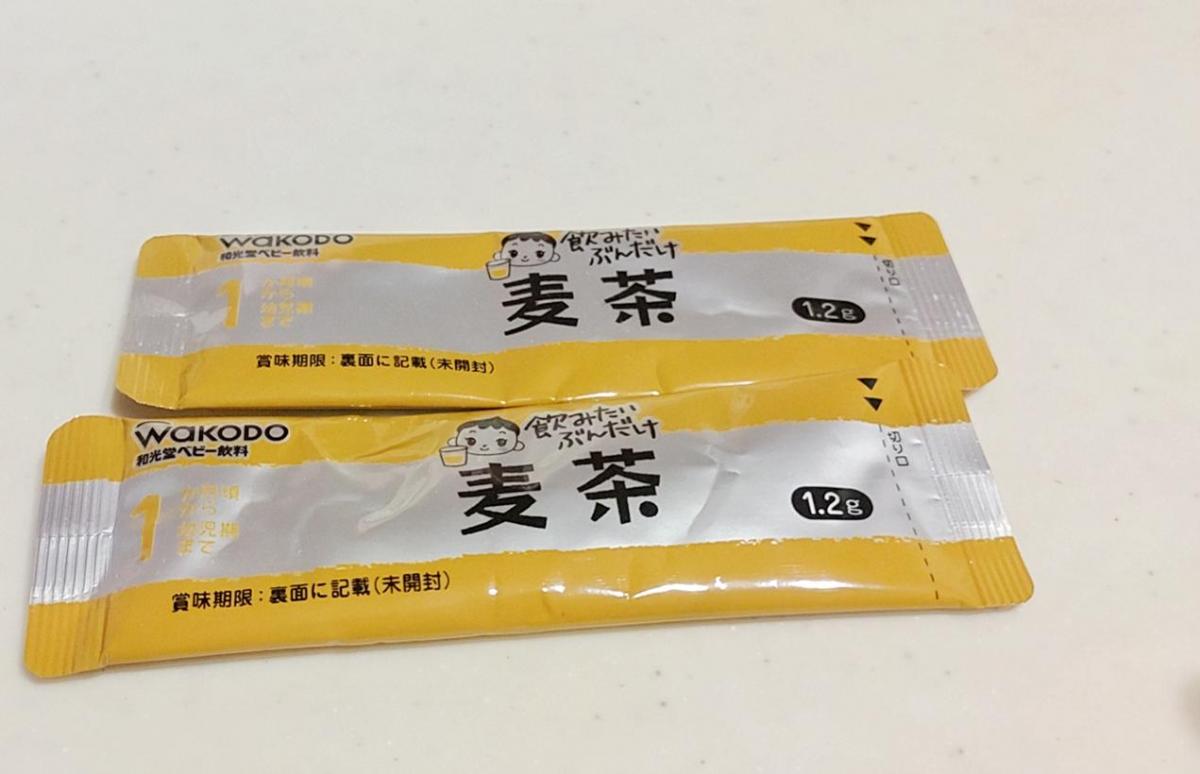 WAKODO
和光堂ベビー飲料
1
か月頃
から
幼児期
まで
飲みたい
ぶんだけ
麦茶
1.2g
切り口
賞味期限:裏面に記載(未開封)
WAKODO
和光堂ベビー飲料
1
か月頃
から
幼児期
まで
飲みたい
ぶんだけ
麦茶
1.2g
切り口
賞味期限:裏面に記載(未開封)